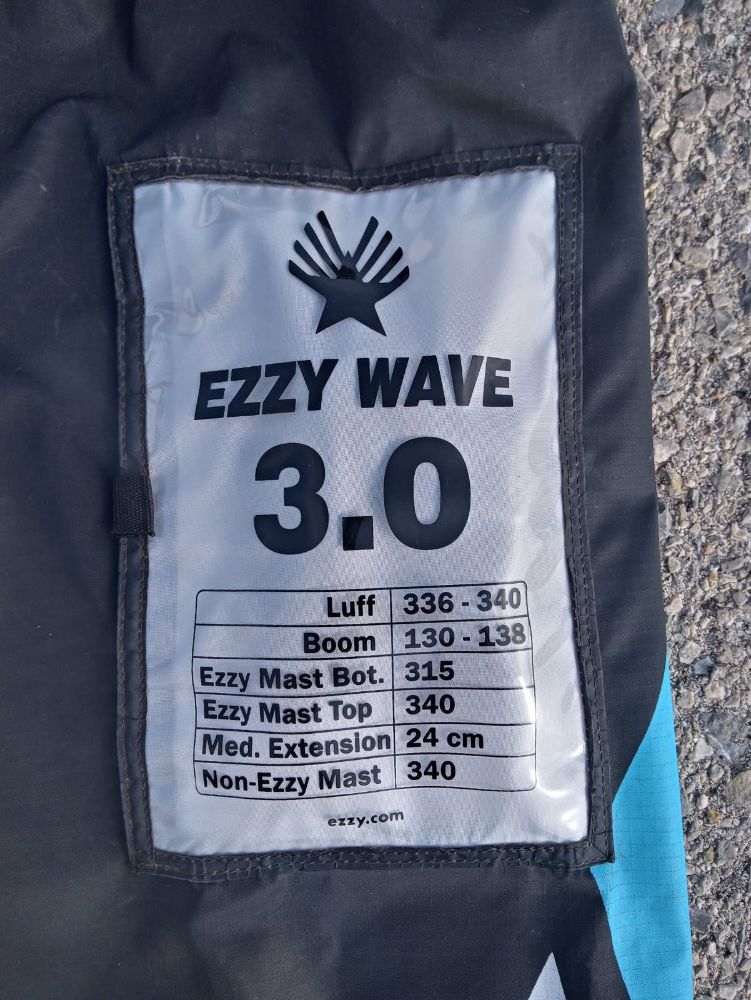 EZZY WAVE
3.0
Luff 336 - 340
Boom 130 - 138
Ezzy Mast Bot. 315
Ezzy Mast Top 340
Med. Extension 24 cm
Non-Ezzy Mast 340
ezzy.com